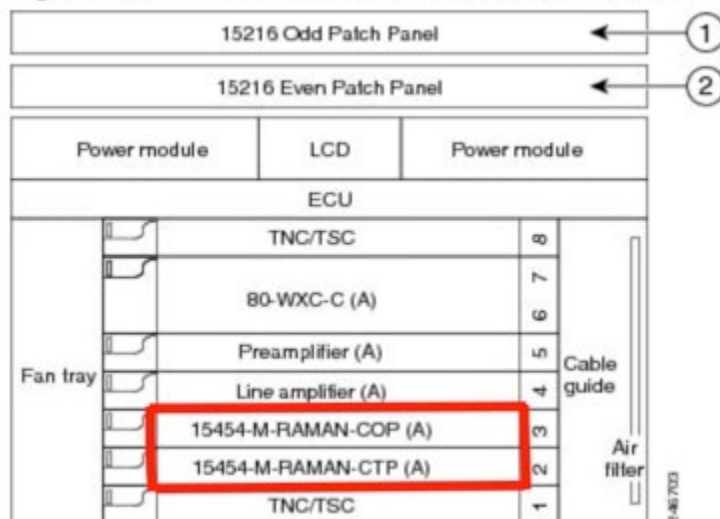 15216 Odd Patch Panel
1
15216 Even Patch Panel
2
Power module
LCD
Power module
ECU
TNC/TSC
8
80-WXC-C (A)
7
6
Preamplifier (A)
5
Fan tray
Line amplifier (A)
4
Cable
guide
15454-M-RAMAN-COP (A)
3
15454-M-RAMAN-CTP (A)
2
Air
filter
TNC/TSC
1
246703